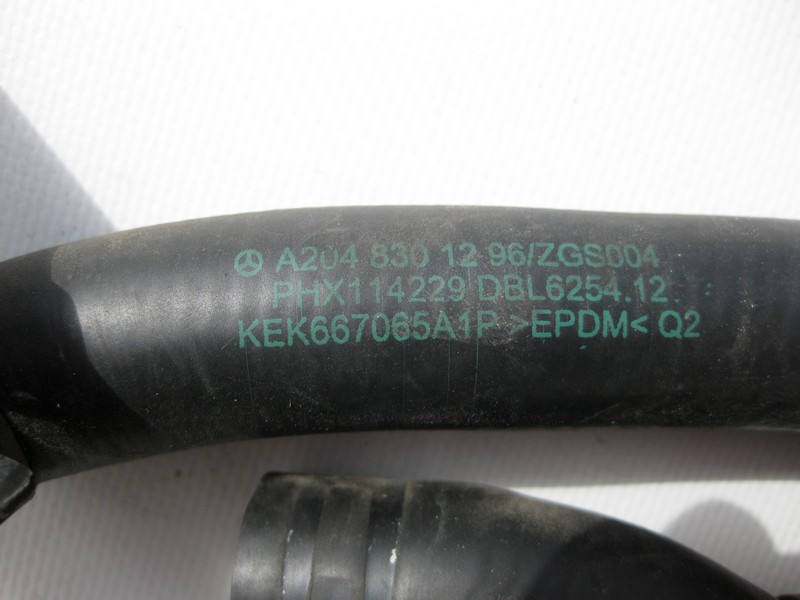 A204 830 12 96/ZGS004
PHX114229 DBL6254.12
KEK667065A1P >EPDM< Q2